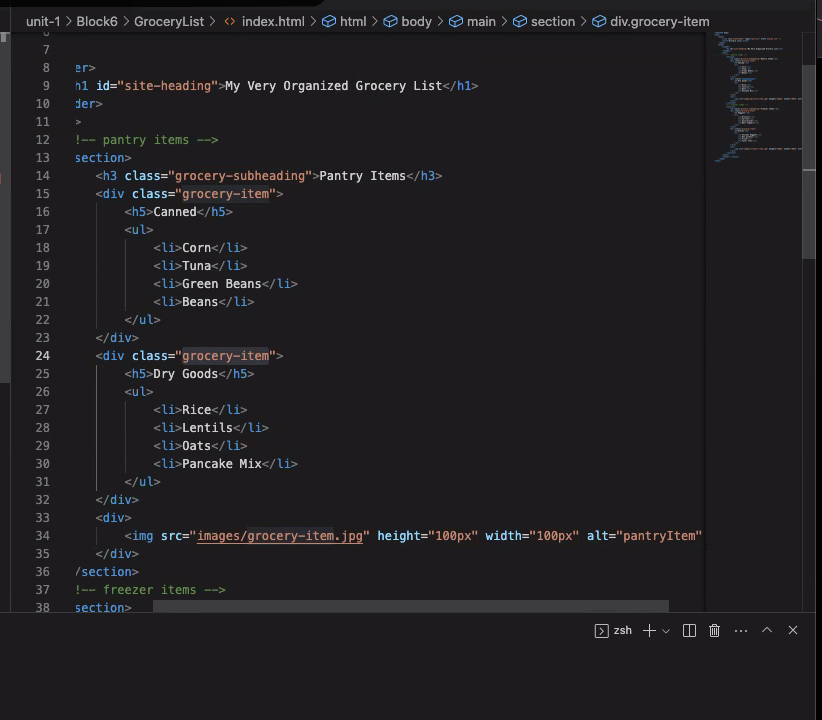 unit-1 > Block6 > GroceryList > index.html > html > body > main > section > div.grocery-item
6
7
8 er>
9 h1 id="site-heading">My Very Organized Grocery List</h1>
10 der>
11 >
12 !-- pantry items -->
13 section>
14 <h3 class="grocery-subheading">Pantry Items</h3>
15 <div class="grocery-item">
16 <h5>Canned</h5>
17 <ul>
18 <li>Corn</li>
19 <li>Tuna</li>
20 <li>Green Beans</li>
21 <li>Beans</li>
22 </ul>
23 </div>
24 <div class="grocery-item">
25 <h5>Dry Goods</h5>
26 <ul>
27 <li>Rice</li>
28 <li>Lentils</li>
29 <li>Oats</li>
30 <li>Pancake Mix</li>
31 </ul>
32 </div>
33 <div>
34 <img src="images/grocery-item.jpg" height="100px" width="100px" alt="pantryItem"
35 </div>
36 /section>
37 !-- freezer items -->
38 section>
zsh